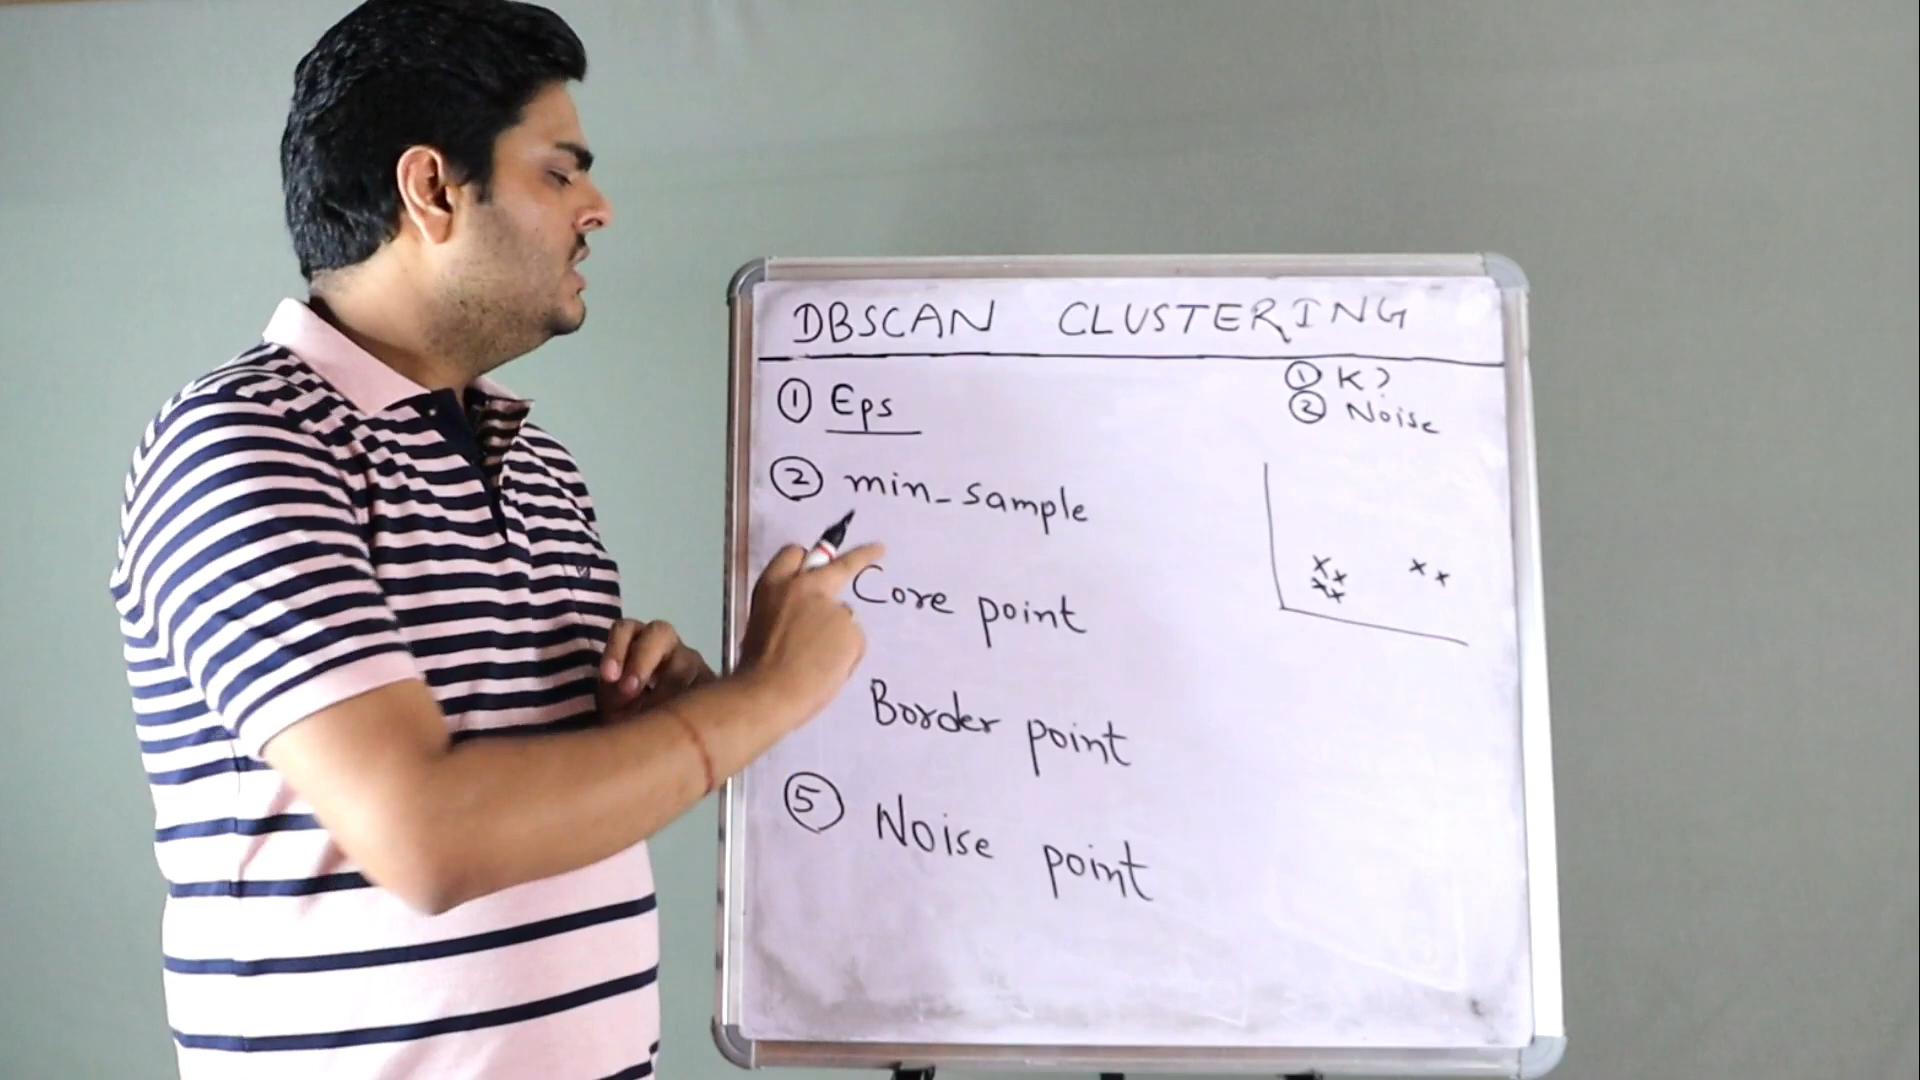 DBSCAN CLUSTERING
① Eps
② min_sample
Core point
Border point
⑤ Noise point
① K?
② Noise